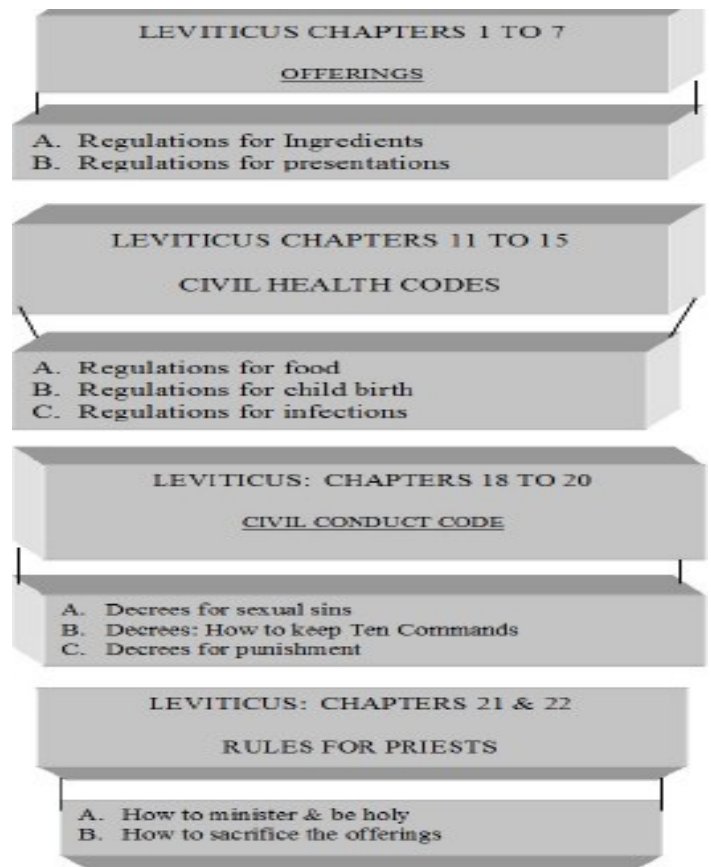 LEVITICUS CHAPTERS 1 TO 7
OFFERINGS
A. Regulations for Ingredients
B. Regulations for presentations
LEVITICUS CHAPTERS 11 TO 15
CIVIL HEALTH CODES
A. Regulations for food
B. Regulations for child birth
C. Regulations for infections
LEVITICUS: CHAPTERS 18 TO 20
CIVIL CONDUCT CODE
A. Decrees for sexual sins
B. Decrees: How to keep Ten Commands
C. Decrees for punishment
LEVITICUS: CHAPTERS 21 & 22
RULES FOR PRIESTS
A. How to minister & be holy
B. How to sacrifice the offerings